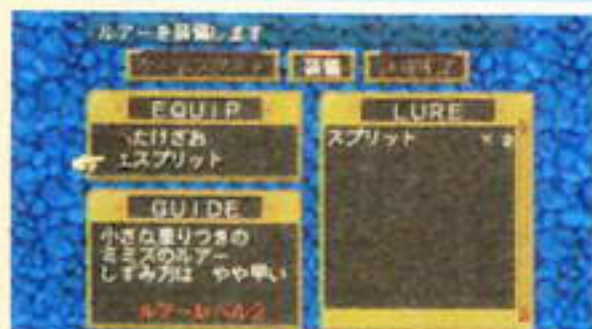 ルアーを装備します
装備
EQUIP
たけざお
スプリット
GUIDE
小さな重りつきの
ミミズのルアー
しずみ方は やや早い
ルアーレベル2
LURE
スプリット × 2